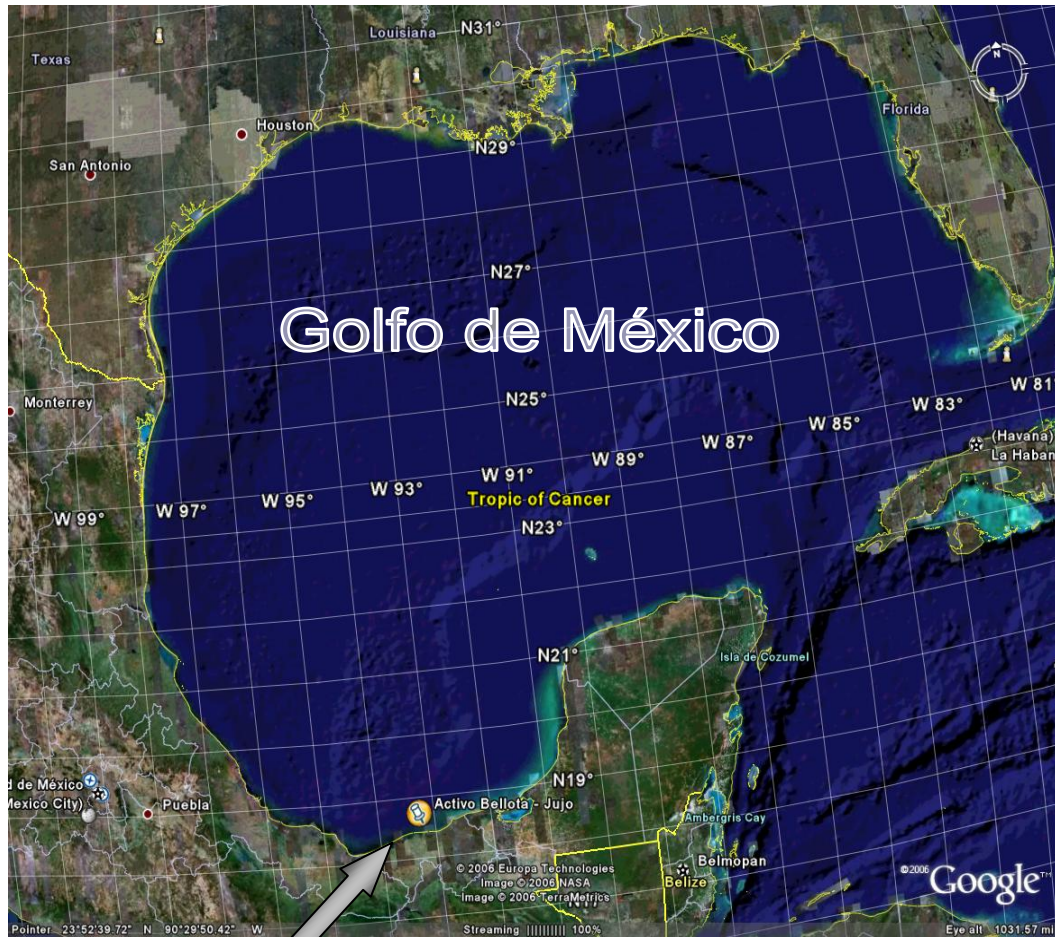 Louisiana
N31°
Texas
Florida
Houston
N29°
San Antonio
N27°
Golfo de México
Monterrey
N25°
W 81°
W 83°
W 85°
W 87°
(Havana)
La Haban
W 89°
W 91°
W 93°
W 95°
W 97°
W 99°
Tropic of Cancer
N23°
N21°
Isla de Cozumel
N19°
d de México
Mexico City)
Puebla
Activo Bellota - Jujo
Ambergris Cay
Belmopan
Belize
© 2006 Europa Technologies
Image © 2006 NASA
Image © 2006 TerraMetrics
©2006 Google™
N
Pointer 23°52'39.72" N 90°29'50.42" W
Streaming |||||||||| 100%
Eye alt 1031.57 mi